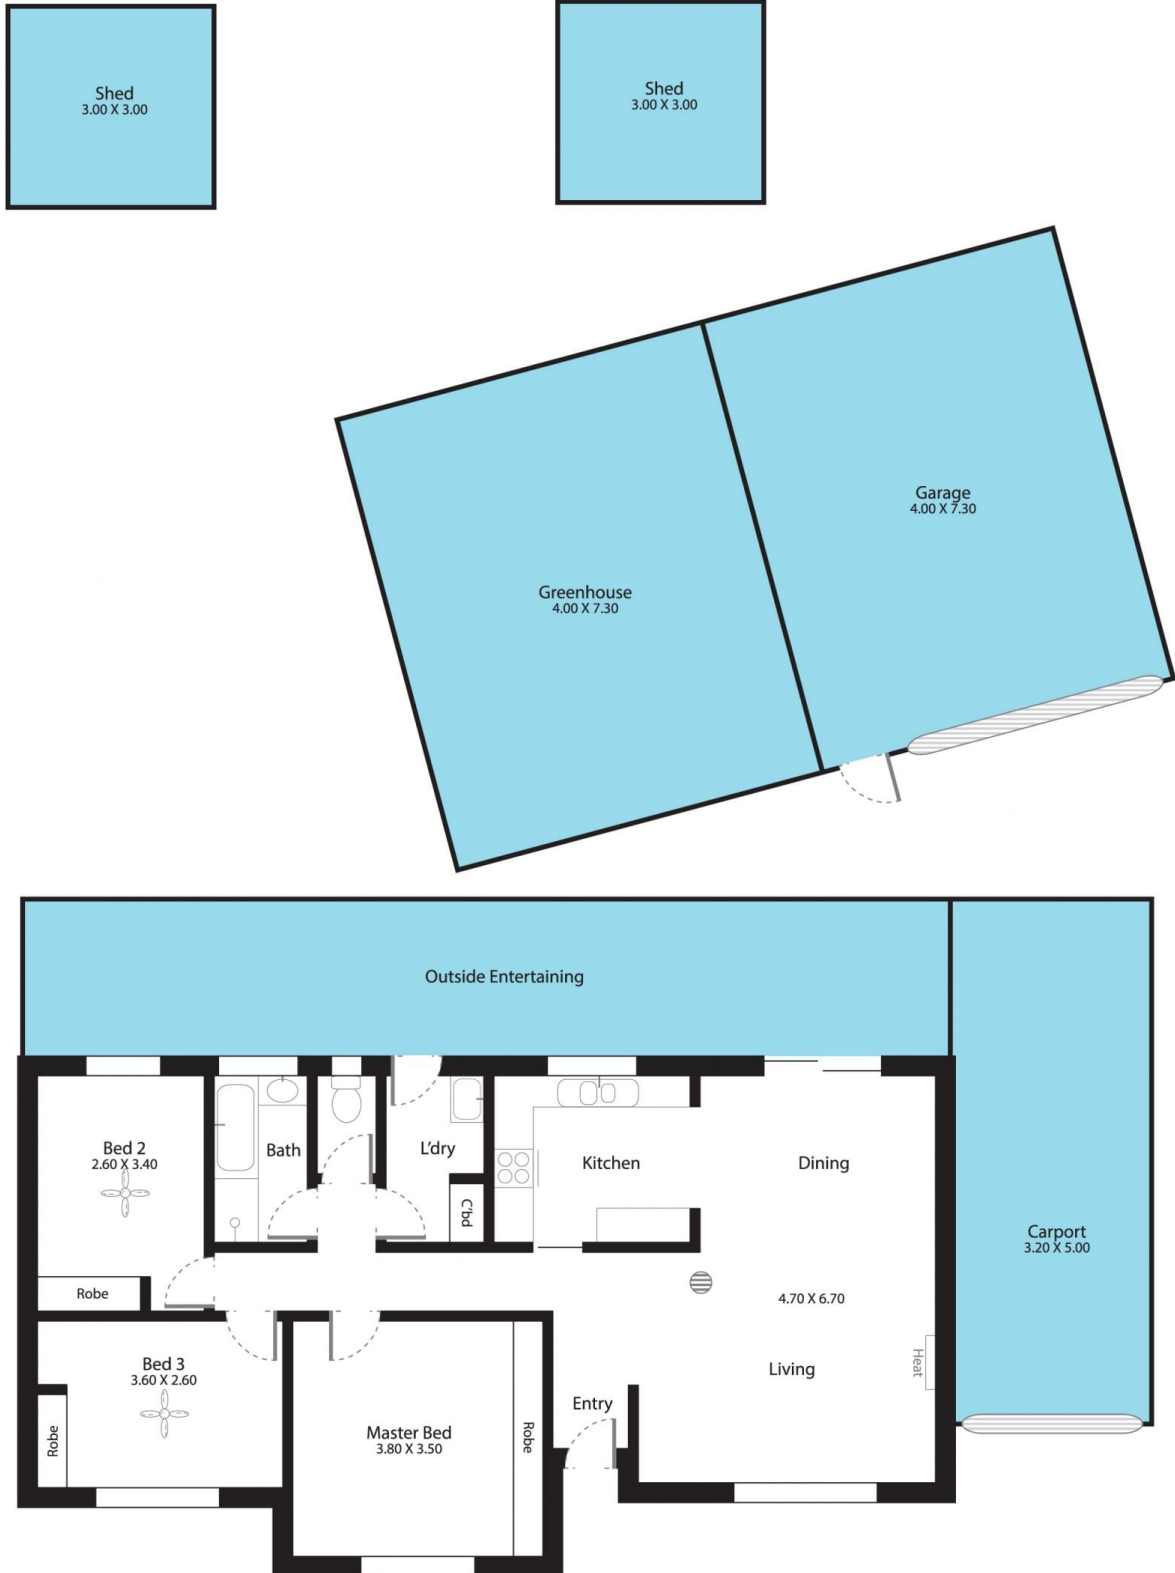 Shed
3.00 X 3.00
Shed
3.00 X 3.00
Garage
4.00 X 7.30
Greenhouse
4.00 X 7.30
Outside Entertaining
Bed 2
2.60 X 3.40
Bath
L'dry
Kitchen
Dining
C'bd
Carport
3.20 X 5.00
Robe
4.70 X 6.70
Bed 3
3.60 X 2.60
Living
Heat
Entry
Master Bed
3.80 X 3.50
Robe
Robe